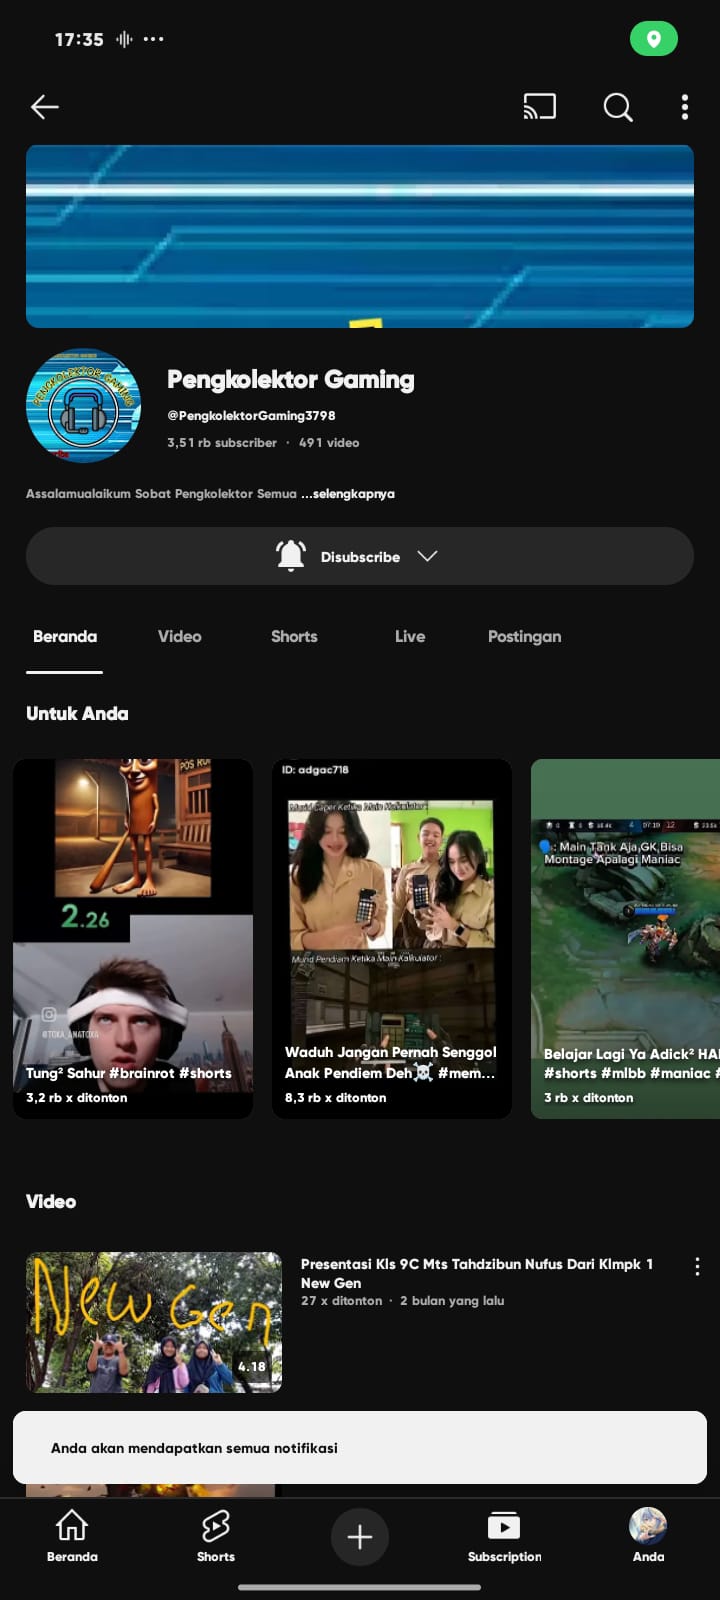 17:35
Pengkolektor Gaming
@PengkolektorGaming3798
3,51 rb subscriber · 491 video
Assalamualaikum Sobat Pengkolektor Semua ...selengkapnya
Disubscribe
Beranda Video Shorts Live Postingan
Untuk Anda
POS RO
2.26
@TOXA_ANATOXA
Tung² Sahur #brainrot #shorts
3,2 rb x ditonton
ID: adgac718
Murid Caper Ketika Main Kalkulator :
Murid Pendiam Ketika Main Kalkulator :
Waduh Jangan Pernah Senggol
Anak Pendiem Deh☠️ #mem...
8,3 rb x ditonton
4 07:19 12
🗣: Main Tank Aja,GK Bisa
Montage Apalagi Maniac
Belajar Lagi Ya Adick² HA
#shorts #mlbb #maniac #
3 rb x ditonton
Video
New Gen
4.18
Presentasi Kls 9C Mts Tahdzibun Nufus Dari Klmpk 1
New Gen
27 x ditonton · 2 bulan yang lalu
Anda akan mendapatkan semua notifikasi
Beranda Shorts Subscription Anda